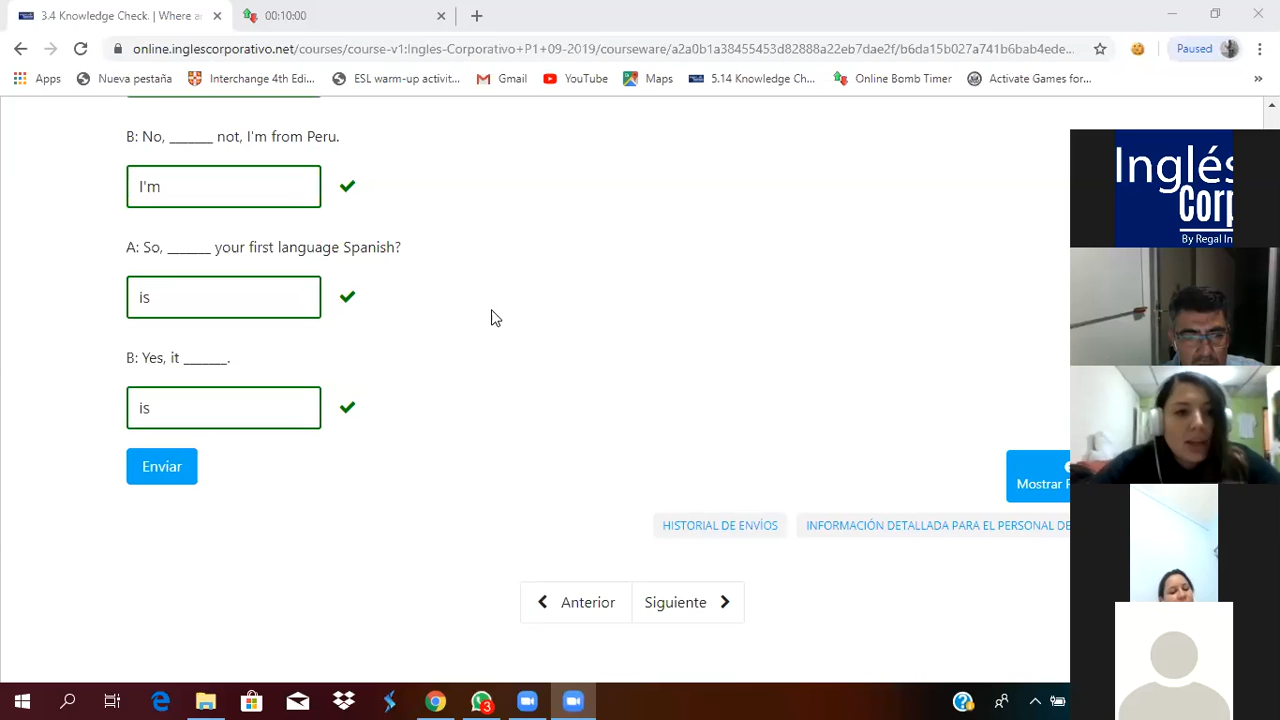 3.4 Knowledge Check. | Where a
00:10:00
online.inglescorporativo.net/courses/course-v1:Ingles-Corporativo+P1+09-2019/courseware/a2a0b1a38455453d82888e22eb7dae2f/b6da15b027a741b6bab4ede...
Paused
Apps
Nueva pestaña
Interchange 4th Edi...
ESL warm-up activit...
Gmail
YouTube
Maps
5.14 Knowledge Ch...
Online Bomb Timer
Activate Games for...
»
B: No, ______ not, I'm from Peru.
I'm
A: So, ______ your first language Spanish?
is
B: Yes, it ______.
is
Enviar
Mostrar
HISTORIAL DE ENVÍOS
INFORMACIÓN DETALLADA PARA EL PERSONAL DE
Anterior
Siguiente
Inglés
Corp
By Regal In
3